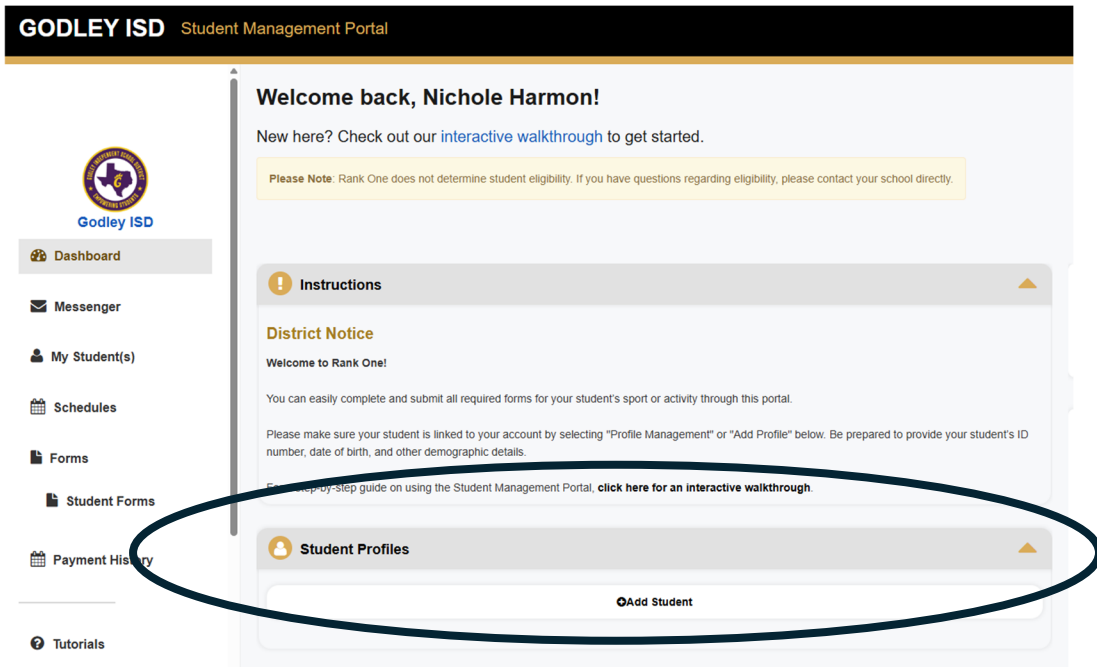 GODLEY ISD Student Management Portal
Godley ISD
Dashboard
Messenger
My Student(s)
Schedules
Forms
Student Forms
Payment History
Tutorials
Welcome back, Nichole Harmon!
New here? Check out our interactive walkthrough to get started.
Please Note: Rank One does not determine student eligibility. If you have questions regarding eligibility, please contact your school directly.
Instructions
District Notice
Welcome to Rank One!
You can easily complete and submit all required forms for your student's sport or activity through this portal.
Please make sure your student is linked to your account by selecting "Profile Management" or "Add Profile" below. Be prepared to provide your student's ID
number, date of birth, and other demographic details.
step-by-step guide on using the Student Management Portal, click here for an interactive walkthrough.
Student Profiles
Add Student